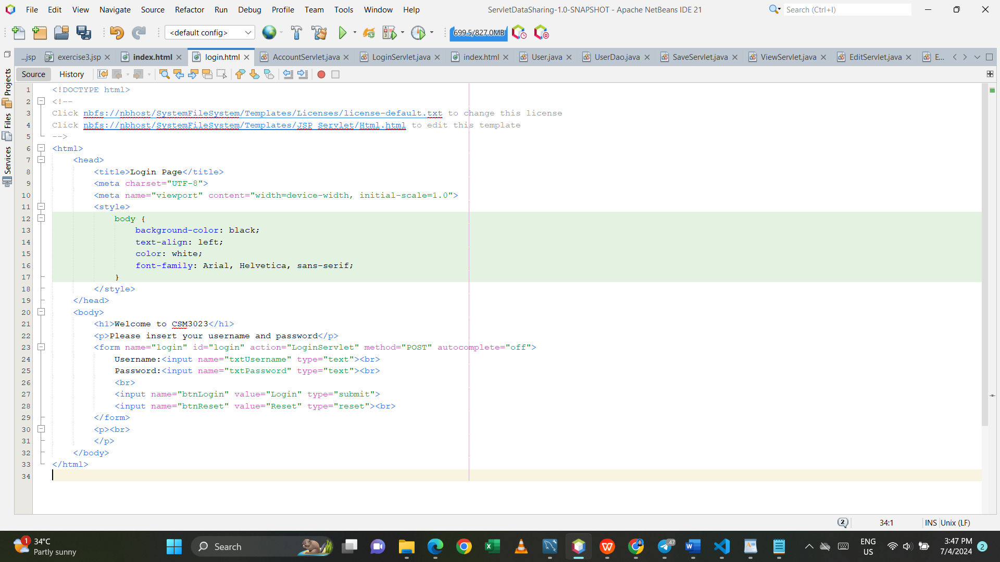 File Edit View Navigate Source Refactor Run Debug Profile Team Tools Window Help
ServletDataSharing-1.0-SNAPSHOT - Apache NetBeans IDE 21
Search (Ctrl+I)
<default config>
699.5/827.0MB
...jsp exercise3.jsp index.html login.html AccountServlet.java LoginServlet.java index.html User.java UserDao.java SaveServlet.java ViewServlet.java EditServlet.java E...
Source History
Projects
Files
Services
1 <!DOCTYPE html>
2 <!--
3 Click nbfs://nbhost/SystemFileSystem/Templates/Licenses/license-default.txt to change this license
4 Click nbfs://nbhost/SystemFileSystem/Templates/JSP_Servlet/Html.html to edit this template
5 -->
6 <html>
7 <head>
8 <title>Login Page</title>
9 <meta charset="UTF-8">
10 <meta name="viewport" content="width=device-width, initial-scale=1.0">
11 <style>
12 body {
13 background-color: black;
14 text-align: left;
15 color: white;
16 font-family: Arial, Helvetica, sans-serif;
17 }
18 </style>
19 </head>
20 <body>
21 <h1>Welcome to CSM3023</h1>
22 <p>Please insert your username and password</p>
23 <form name="login" id="login" action="LoginServlet" method="POST" autocomplete="off">
24 Username:<input name="txtUsername" type="text"><br>
25 Password:<input name="txtPassword" type="text"><br>
26 <br>
27 <input name="btnLogin" value="Login" type="submit">
28 <input name="btnReset" value="Reset" type="reset"><br>
29 </form>
30 <p><br>
31 </p>
32 </body>
33 </html>
34
2 34:1 INS Unix (LF)
1 34°C
Partly sunny
Search
47
ENG
US
3:47 PM
7/4/2024
2